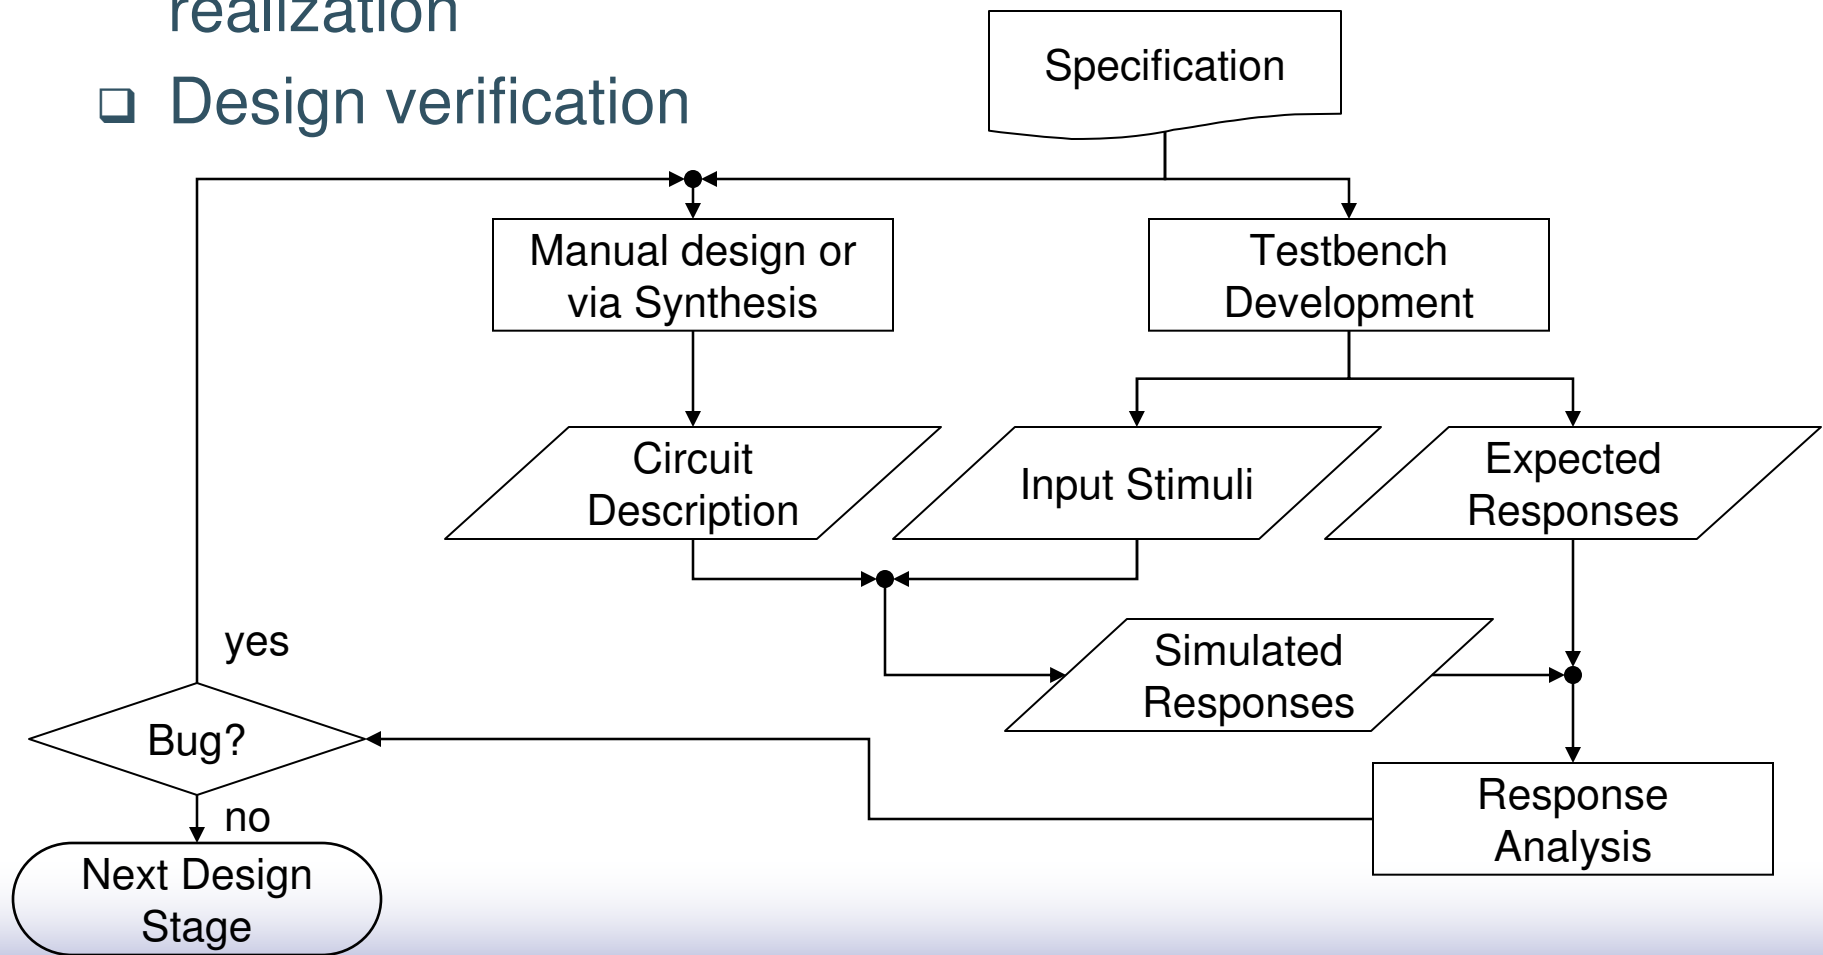 realization
❑ Design verification
Specification
Manual design or
via Synthesis
Testbench
Development
Circuit
Description
Input Stimuli
Expected
Responses
yes
Simulated
Responses
Bug?
no
Response
Analysis
Next Design
Stage